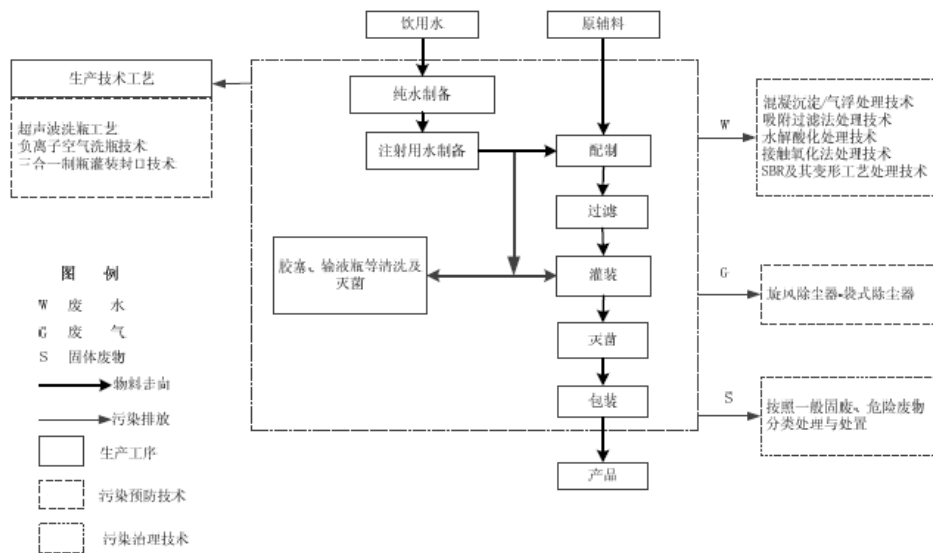 饮用水
原辅料
生产技术工艺
超声波洗瓶工艺
负离子空气洗瓶技术
三合一制瓶灌装封口技术
纯水制备
注射用水制备
配制
过滤
胶塞、输液瓶等清洗及
灭菌
灌装
灭菌
包装
产品
W
混凝沉淀/气浮处理技术
吸附过滤法处理技术
水解酸化处理技术
接触氧化法处理技术
SBR及其变形工艺处理技术
G
旋风除尘器-袋式除尘器
S
按照一般固废、危险废物
分类处理与处置
图 例
W 废 水
G 废 气
S 固体废物
物料走向
污染排放
生产工序
污染预防技术
污染治理技术